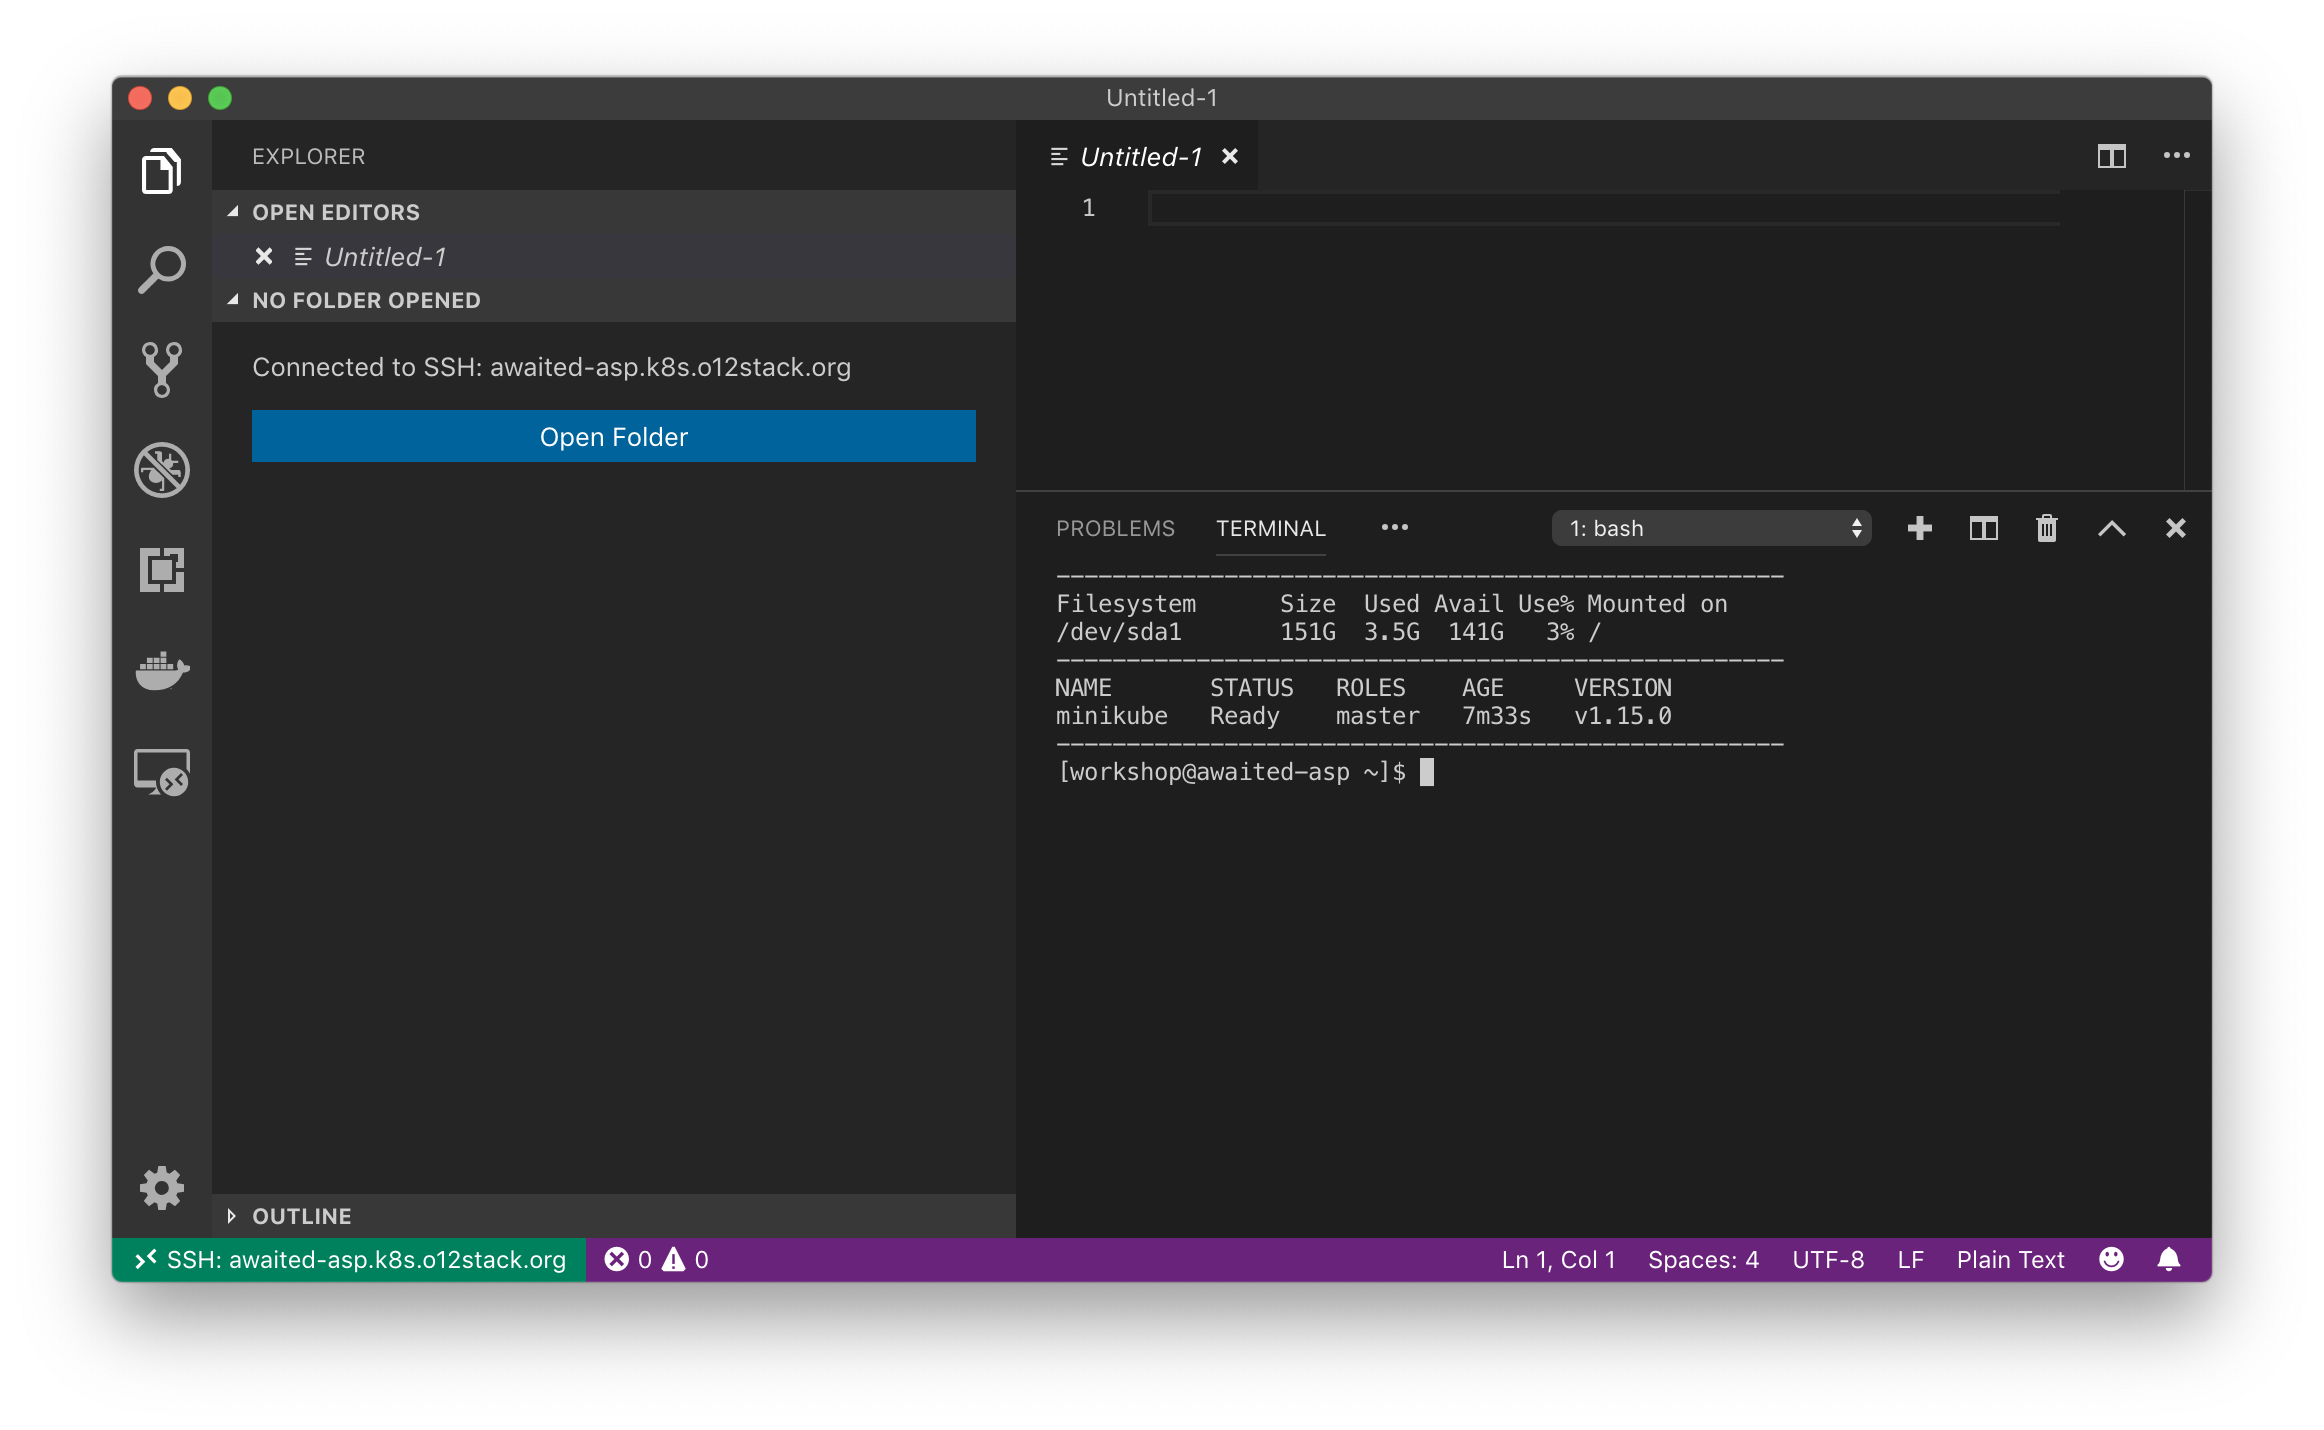 Untitled-1
EXPLORER
OPEN EDITORS
Untitled-1
NO FOLDER OPENED
Connected to SSH: awaited-asp.k8s.o12stack.org
Open Folder
OUTLINE
Untitled-1
1
PROBLEMS TERMINAL 1: bash
----------------------------------------------------
Filesystem      Size  Used Avail Use% Mounted on
/dev/sda1       151G  3.5G  141G   3% /
----------------------------------------------------
NAME       STATUS   ROLES    AGE     VERSION
minikube   Ready    master   7m33s   v1.15.0
----------------------------------------------------
[workshop@awaited-asp ~]$
SSH: awaited-asp.k8s.o12stack.org 0 0 Ln 1, Col 1 Spaces: 4 UTF-8 LF Plain Text